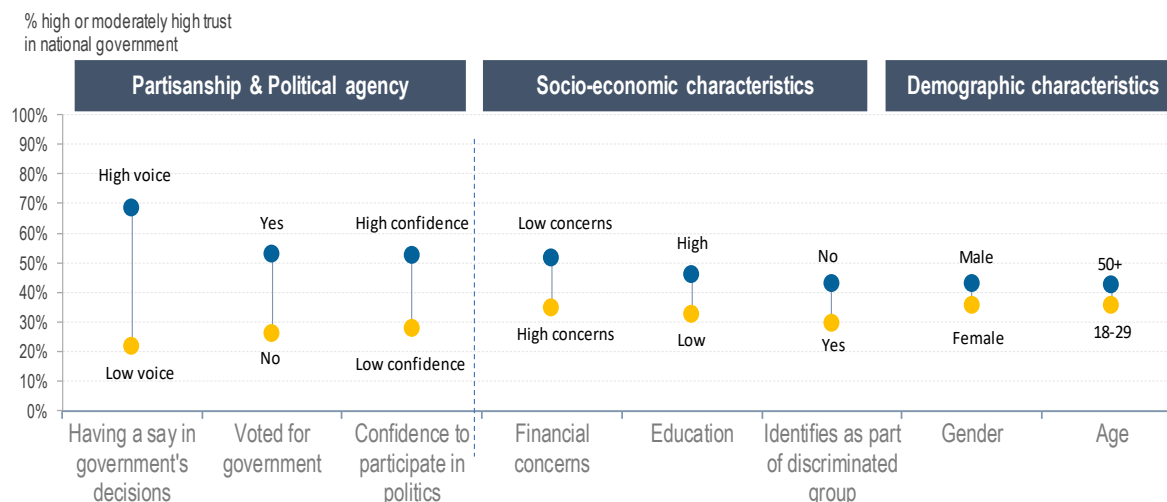 % high or moderately high trust
in national government
Partisanship & Political agency
Socio-economic characteristics
Demographic characteristics
100%
90%
80%
70%
60%
50%
40%
30%
20%
10%
0%
High voice
Low voice
Yes
No
High confidence
Low confidence
Low concerns
High concerns
High
Low
No
Yes
Male
Female
50+
18-29
Having a say in
government's
decisions
Voted for
government
Confidence to
participate in
politics
Financial
concerns
Education
Identifies as part
of discriminated
group
Gender
Age